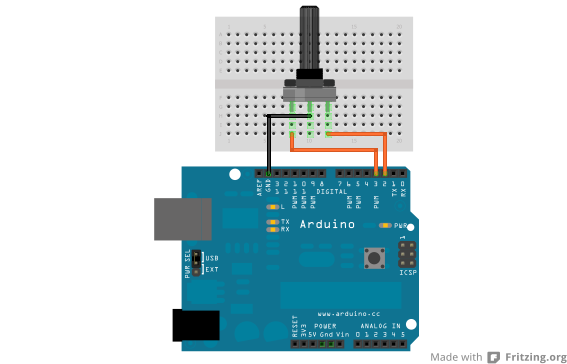 AREF
GND
13
12
11
10
9
8
7
6
5
4
3
2
1
0
PWM
PWM
PWM
PWM
PWM
PWM
TX
RX
DIGITAL
L
TX
RX
Arduino
PWR
1
PWR SEL
USB
EXT
ICSP
www.arduino.cc
POWER
ANALOG IN
RESET
3V3
5V
Gnd
Vin
0 1 2 3 4 5
Made with Fritzing.org